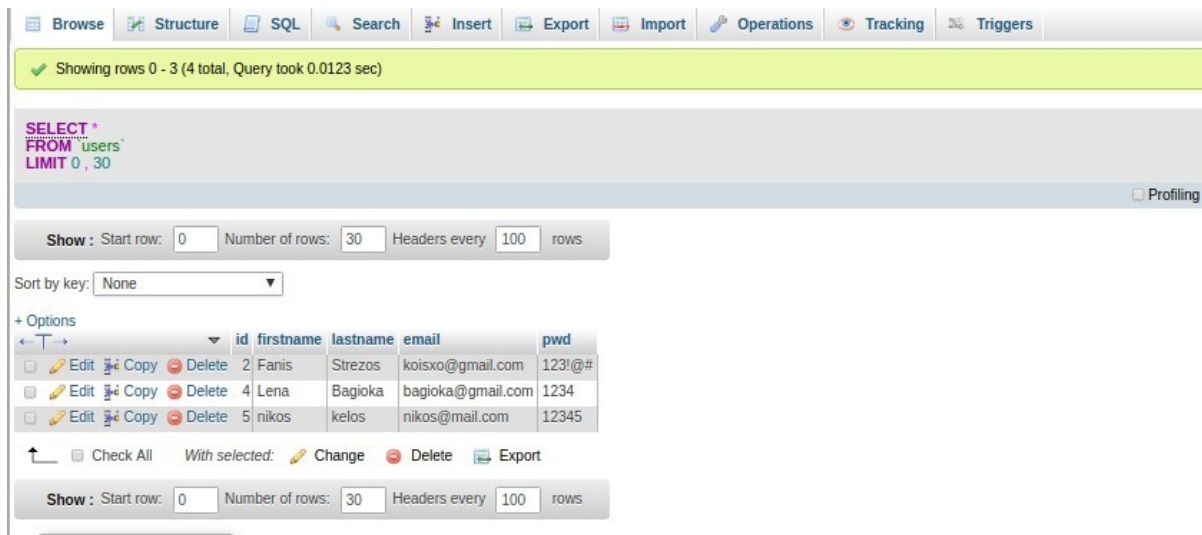 Browse Structure SQL Search Insert Export Import Operations Tracking Triggers
Showing rows 0 - 3 (4 total, Query took 0.0123 sec)
SELECT *
FROM `users`
LIMIT 0 , 30
Profiling
Show : Start row: 0 Number of rows: 30 Headers every 100 rows
Sort by key: None
+ Options
←T→ id firstname lastname email pwd
Edit Copy Delete 2 Fanis Strezos koisxo@gmail.com 123!@#
Edit Copy Delete 4 Lena Bagioka bagioka@gmail.com 1234
Edit Copy Delete 5 nikos kelos nikos@mail.com 12345
Check All With selected: Change Delete Export
Show : Start row: 0 Number of rows: 30 Headers every 100 rows